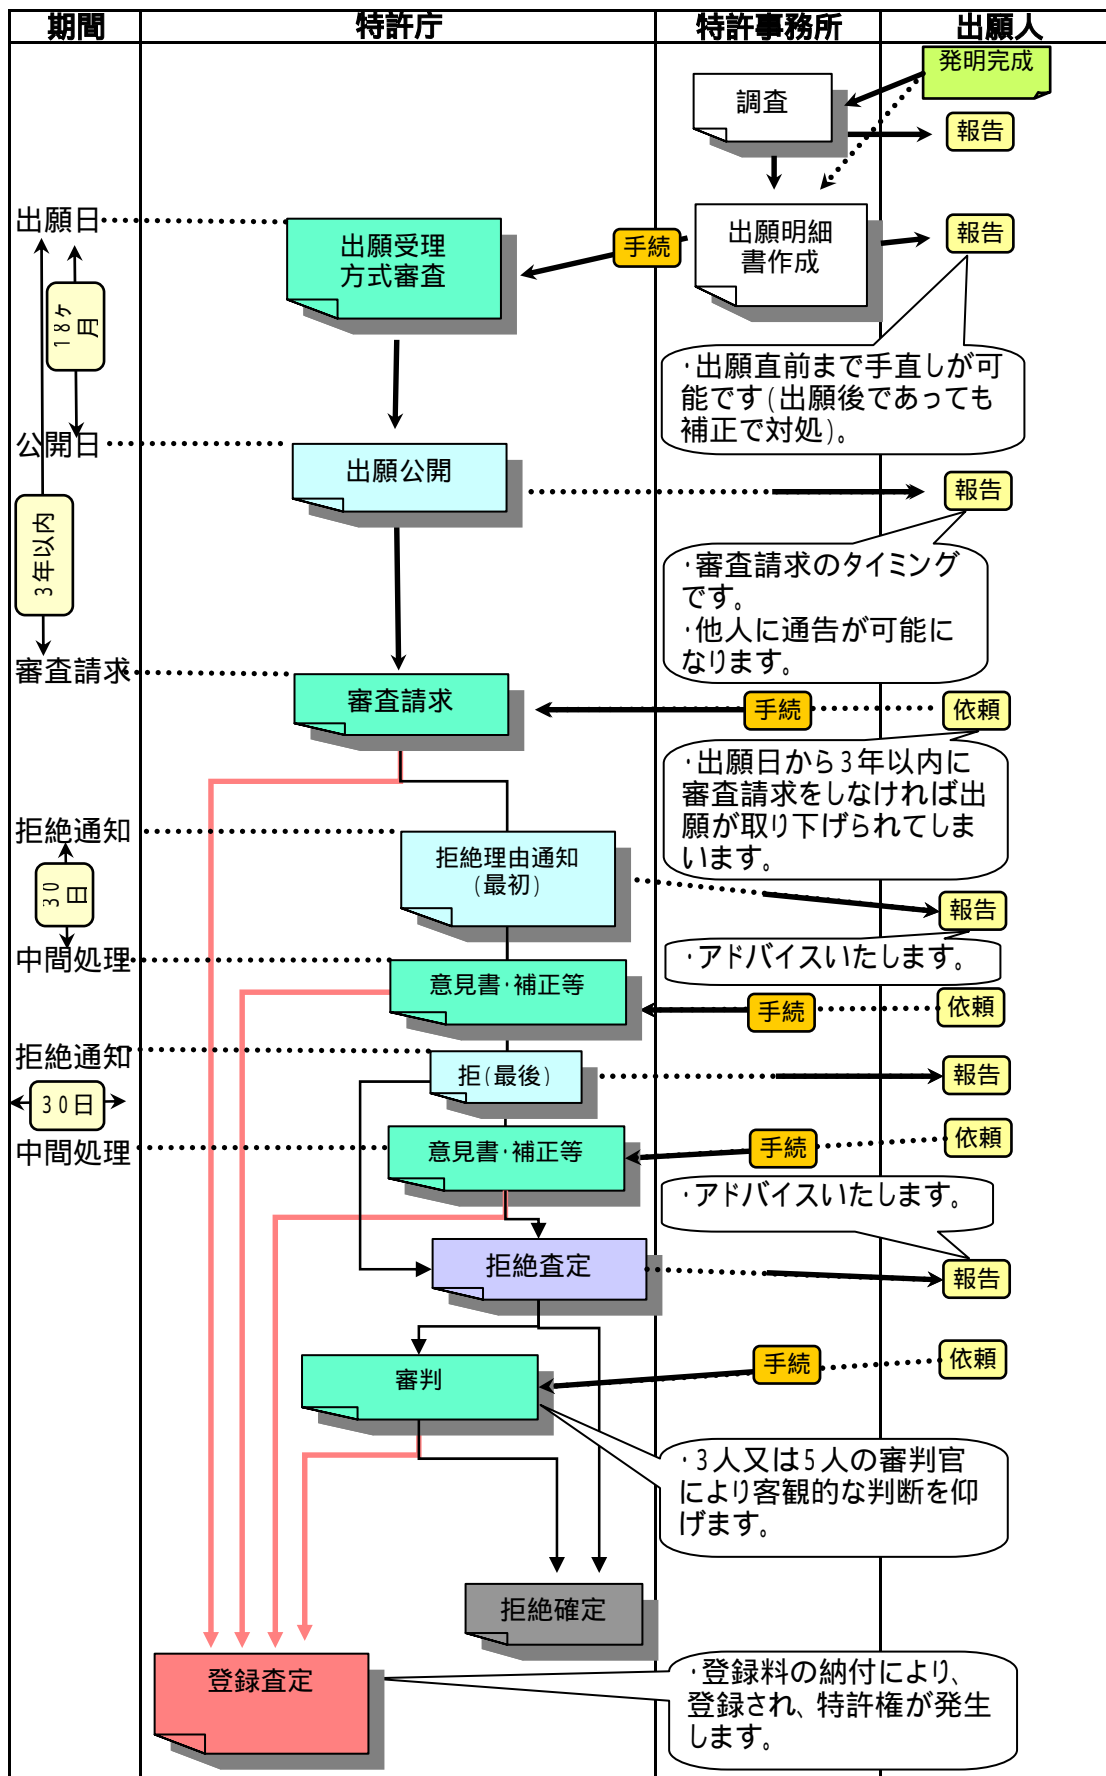 期間
特許庁
特許事務所
出願人
発明完成
調査
報告
出願日
出願受理
方式審査
手続
出願明細
書作成
報告
18ヶ月
・出願直前まで手直しが可
能です(出願後であっても
補正で対処)。
公開日
出願公開
報告
3年以内
・審査請求のタイミング
です。
・他人に通告が可能に
なります。
審査請求
審査請求
手続
依頼
・出願日から3年以内に
審査請求をしなければ出
願が取り下げられてしま
います。
拒絶通知
拒絶理由通知
(最初)
30日
報告
・アドバイスいたします。
中間処理
意見書・補正等
手続
依頼
拒絶通知
拒(最後)
報告
30日
中間処理
意見書・補正等
手続
依頼
・アドバイスいたします。
拒絶査定
報告
審判
手続
依頼
・3人又は5人の審判官
により客観的な判断を仰
げます。
拒絶確定
登録査定
・登録料の納付により、
登録され、特許権が発生
します。